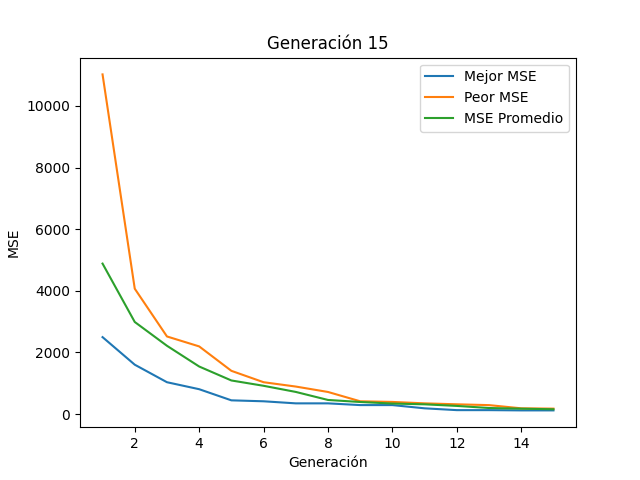 Generación 15
Mejor MSE
Peor MSE
MSE Promedio
10000
8000
6000
4000
2000
0
MSE
2 4 6 8 10 12 14
Generación